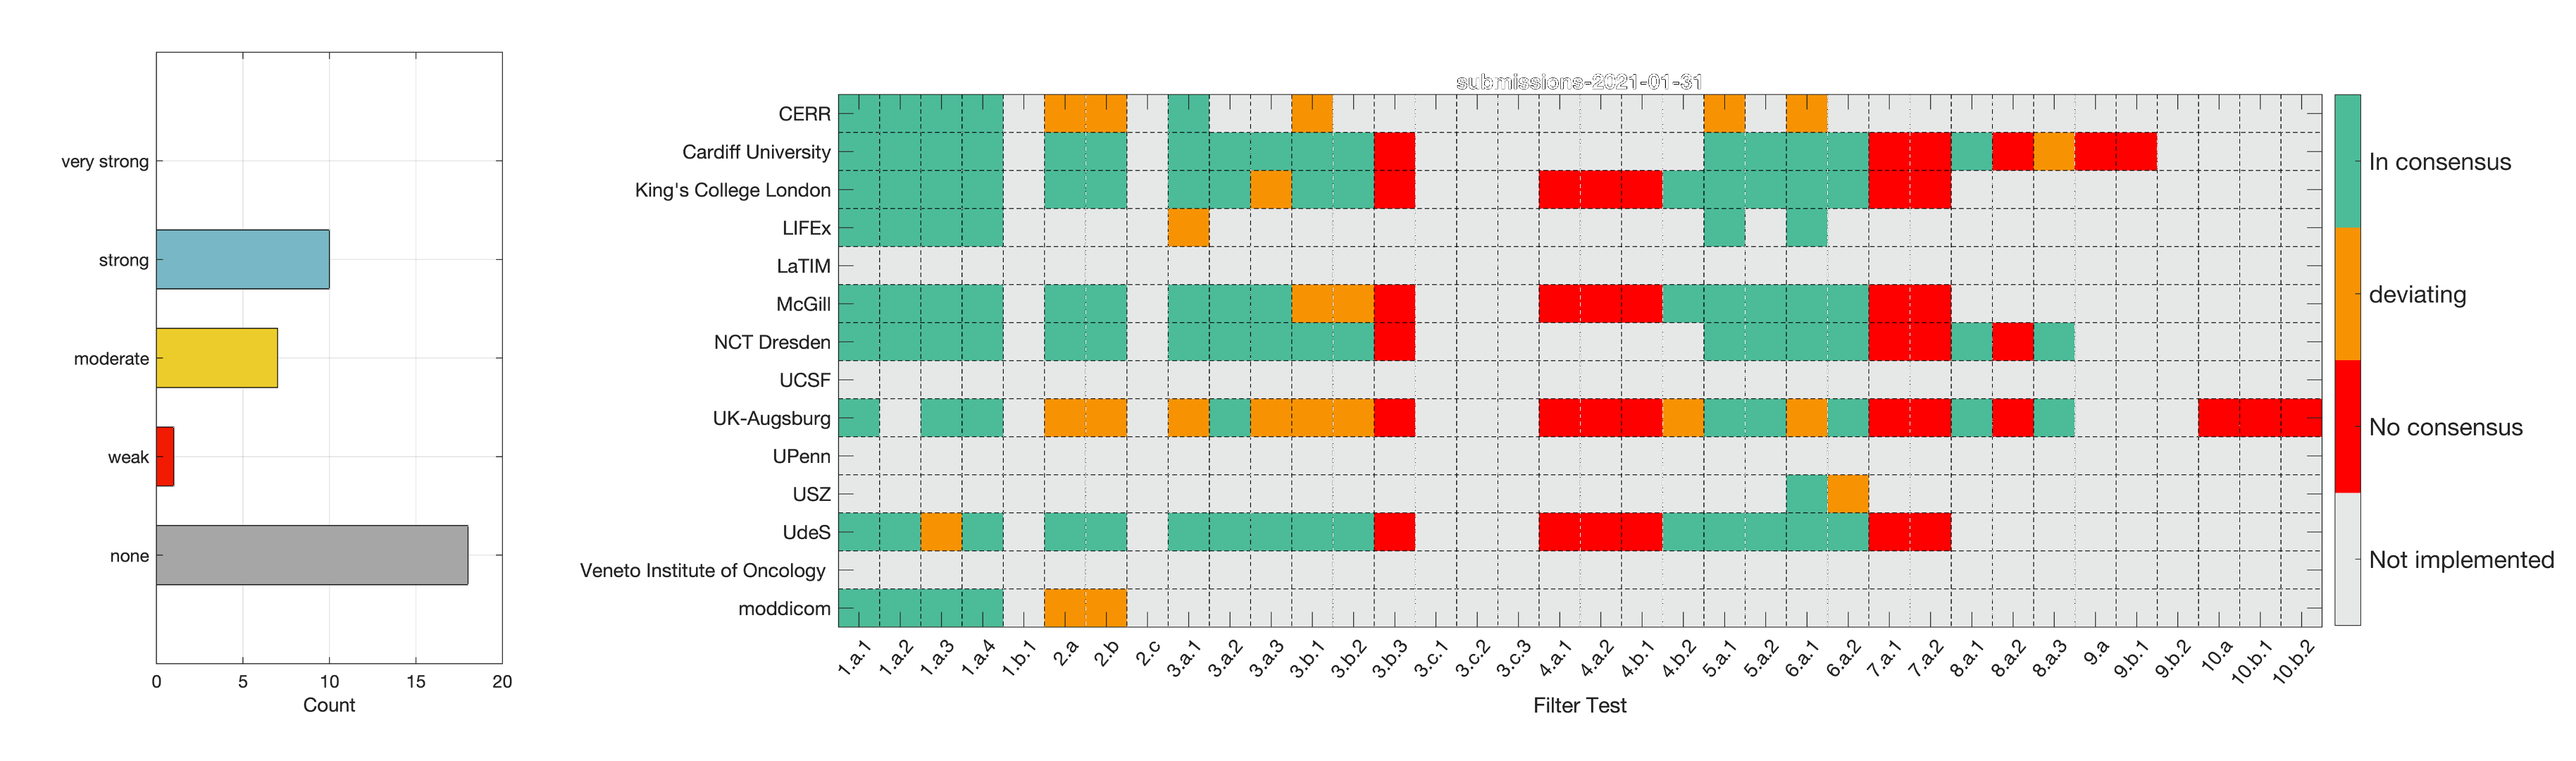 very strong
strong
moderate
weak
none
0 5 10 15 20
Count
submissions-2021-01-31
CERR
Cardiff University
King's College London
LIFEx
LaTIM
McGill
NCT Dresden
UCSF
UK-Augsburg
UPenn
USZ
UdeS
Veneto Institute of Oncology
moddicom
1.a.1 1.a.2 1.a.3 1.a.4 1.b.1 2.a 2.b 2.c 3.a.1 3.a.2 3.a.3 3.b.1 3.b.2 3.b.3 3.c.1 3.c.2 3.c.3 4.a.1 4.a.2 4.b.1 4.b.2 5.a.1 5.a.2 6.a.1 6.a.2 7.a.1 7.a.2 8.a.1 8.a.2 8.a.3 9.a 9.b.1 9.b.2 10.a 10.b.1 10.b.2
Filter Test
In consensus
deviating
No consensus
Not implemented